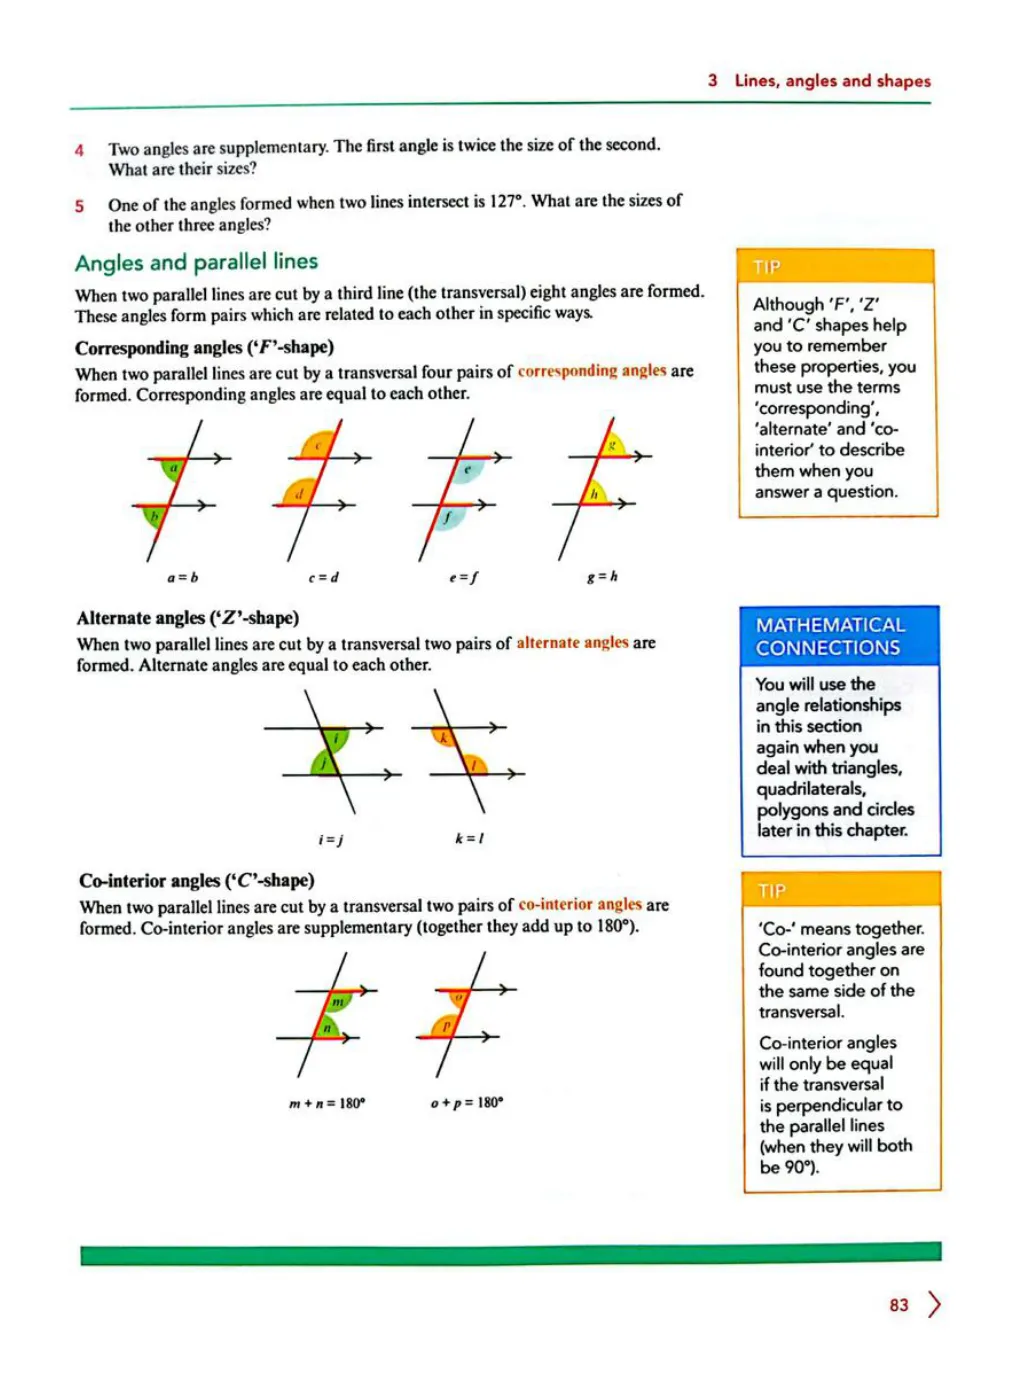 3 Lines, angles and shapes
4 Two angles are supplementary. The first angle is twice the size of the second.
What are their sizes?
5 One of the angles formed when two lines intersect is 127°. What are the sizes of
the other three angles?
Angles and parallel lines
When two parallel lines are cut by a third line (the transversal) eight angles are formed.
These angles form pairs which are related to each other in specific ways.
Corresponding angles (‘F’-shape)
When two parallel lines are cut by a transversal four pairs of corresponding angles are
formed. Corresponding angles are equal to each other.
a
b
c
d
e
f
g
h
a = b
c = d
e = f
g = h
Alternate angles (‘Z’-shape)
When two parallel lines are cut by a transversal two pairs of alternate angles are
formed. Alternate angles are equal to each other.
i
j
k
l
i = j
k = l
Co-interior angles (‘C’-shape)
When two parallel lines are cut by a transversal two pairs of co-interior angles are
formed. Co-interior angles are supplementary (together they add up to 180°).
m
n
o
p
m + n = 180°
o + p = 180°
TIP
Although ‘F’, ‘Z’
and ‘C’ shapes help
you to remember
these properties, you
must use the terms
‘corresponding’,
‘alternate’ and ‘co-
interior’ to describe
them when you
answer a question.
MATHEMATICAL
CONNECTIONS
You will use the
angle relationships
in this section
again when you
deal with triangles,
quadrilaterals,
polygons and circles
later in this chapter.
TIP
‘Co-’ means together.
Co-interior angles are
found together on
the same side of the
transversal.
Co-interior angles
will only be equal
if the transversal
is perpendicular to
the parallel lines
(when they will both
be 90°).
83